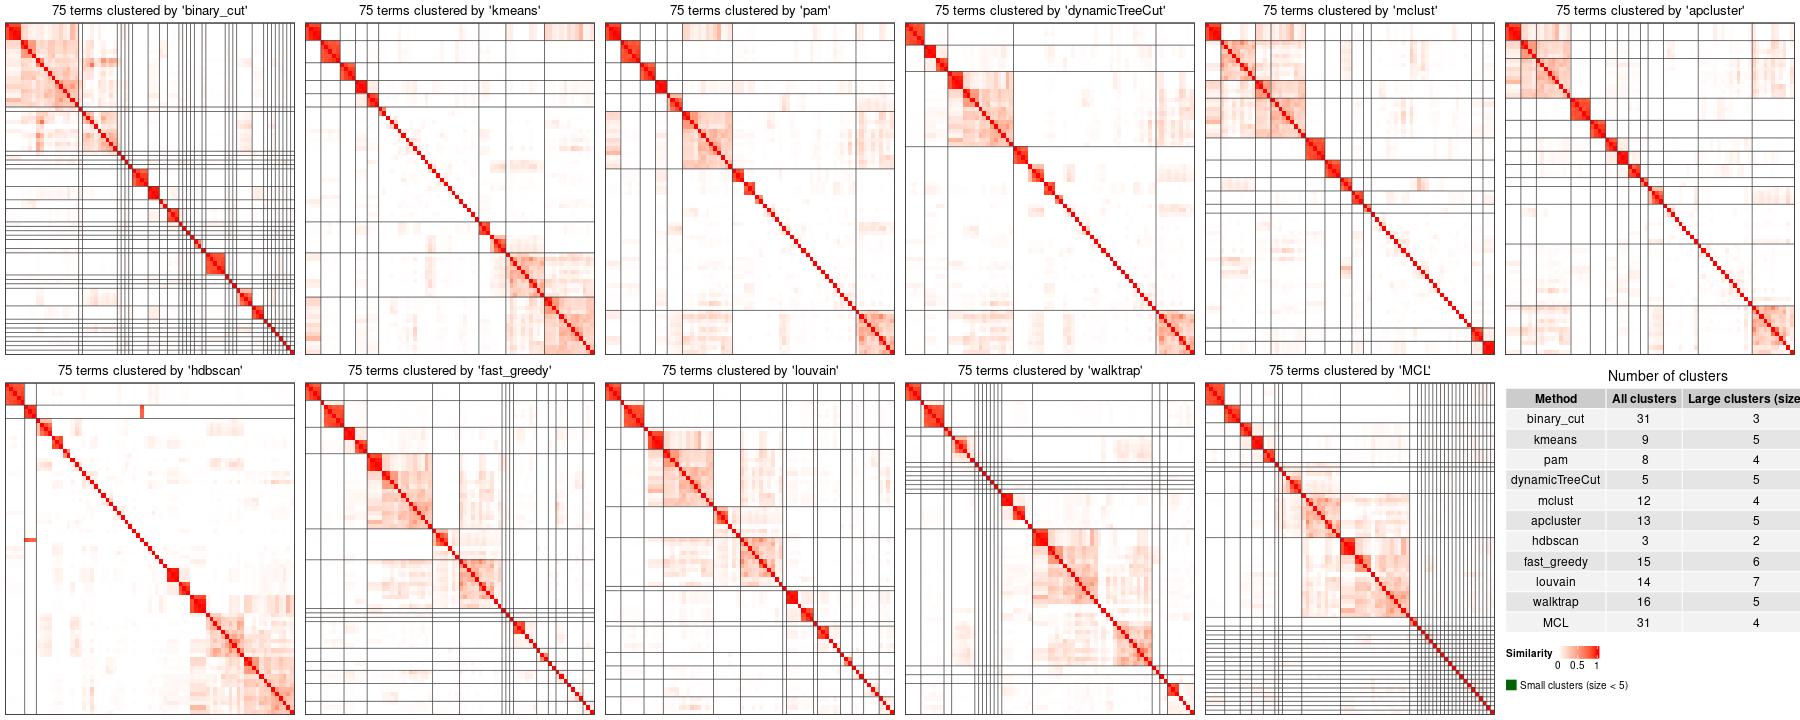 75 terms clustered by 'binary_cut'
75 terms clustered by 'kmeans'
75 terms clustered by 'pam'
75 terms clustered by 'dynamicTreeCut'
75 terms clustered by 'mclust'
75 terms clustered by 'apcluster'
75 terms clustered by 'hdbscan'
75 terms clustered by 'fast_greedy'
75 terms clustered by 'louvain'
75 terms clustered by 'walktrap'
75 terms clustered by 'MCL'
Number of clusters
Method All clusters Large clusters (size
binary_cut 31 3
kmeans 9 5
pam 8 4
dynamicTreeCut 5 5
mclust 12 4
apcluster 13 5
hdbscan 3 2
fast_greedy 15 6
louvain 14 7
walktrap 16 5
MCL 31 4
Similarity
0 0.5 1
Small clusters (size < 5)